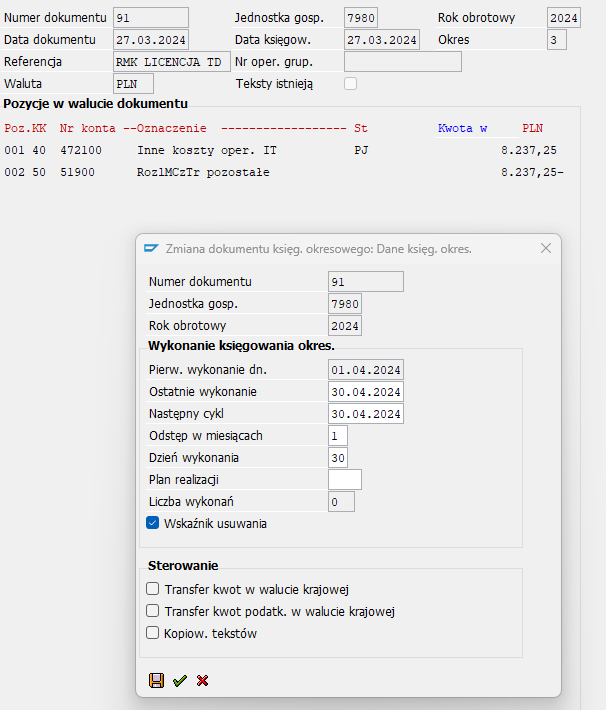 Numer dokumentu 91 Jednostka gosp. 7980 Rok obrotowy 2024
Data dokumentu 27.03.2024 Data księgow. 27.03.2024 Okres 3
Referencja RMK LICENCJA TD Nr oper. grup.
Waluta PLN Teksty istnieją
Pozycje w walucie dokumentu
Poz.KK Nr konta --Oznaczenie ------------------ St Kwota w PLN
001 40 472100 Inne koszty oper. IT PJ 8.237,25
002 50 51900 RozlMCzTr pozostałe 8.237,25-
Zmiana dokumentu księg. okresowego: Dane księg. okres.
Numer dokumentu 91
Jednostka gosp. 7980
Rok obrotowy 2024
Wykonanie księgowania okres.
Pierw. wykonanie dn. 01.04.2024
Ostatnie wykonanie 30.04.2024
Następny cykl 30.04.2024
Odstęp w miesiącach 1
Dzień wykonania 30
Plan realizacji
Liczba wykonań 0
Wskaźnik usuwania
Sterowanie
Transfer kwot w walucie krajowej
Transfer kwot podatk. w walucie krajowej
Kopiow. tekstów